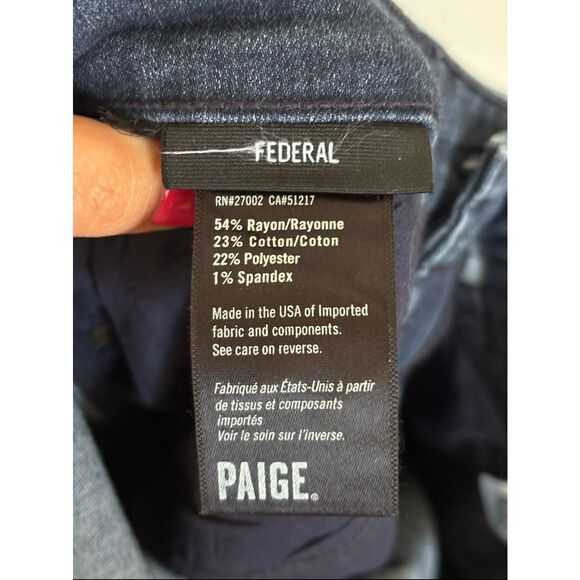 FEDERAL
RN#27002 CA#51217
54% Rayon/Rayonne
23% Cotton/Coton
22% Polyester
1% Spandex
Made in the USA of Imported
fabric and components.
See care on reverse.
Fabriqué aux États-Unis à partir
de tissus et composants
importés
Voir le soin sur l'inverse.
PAIGE®